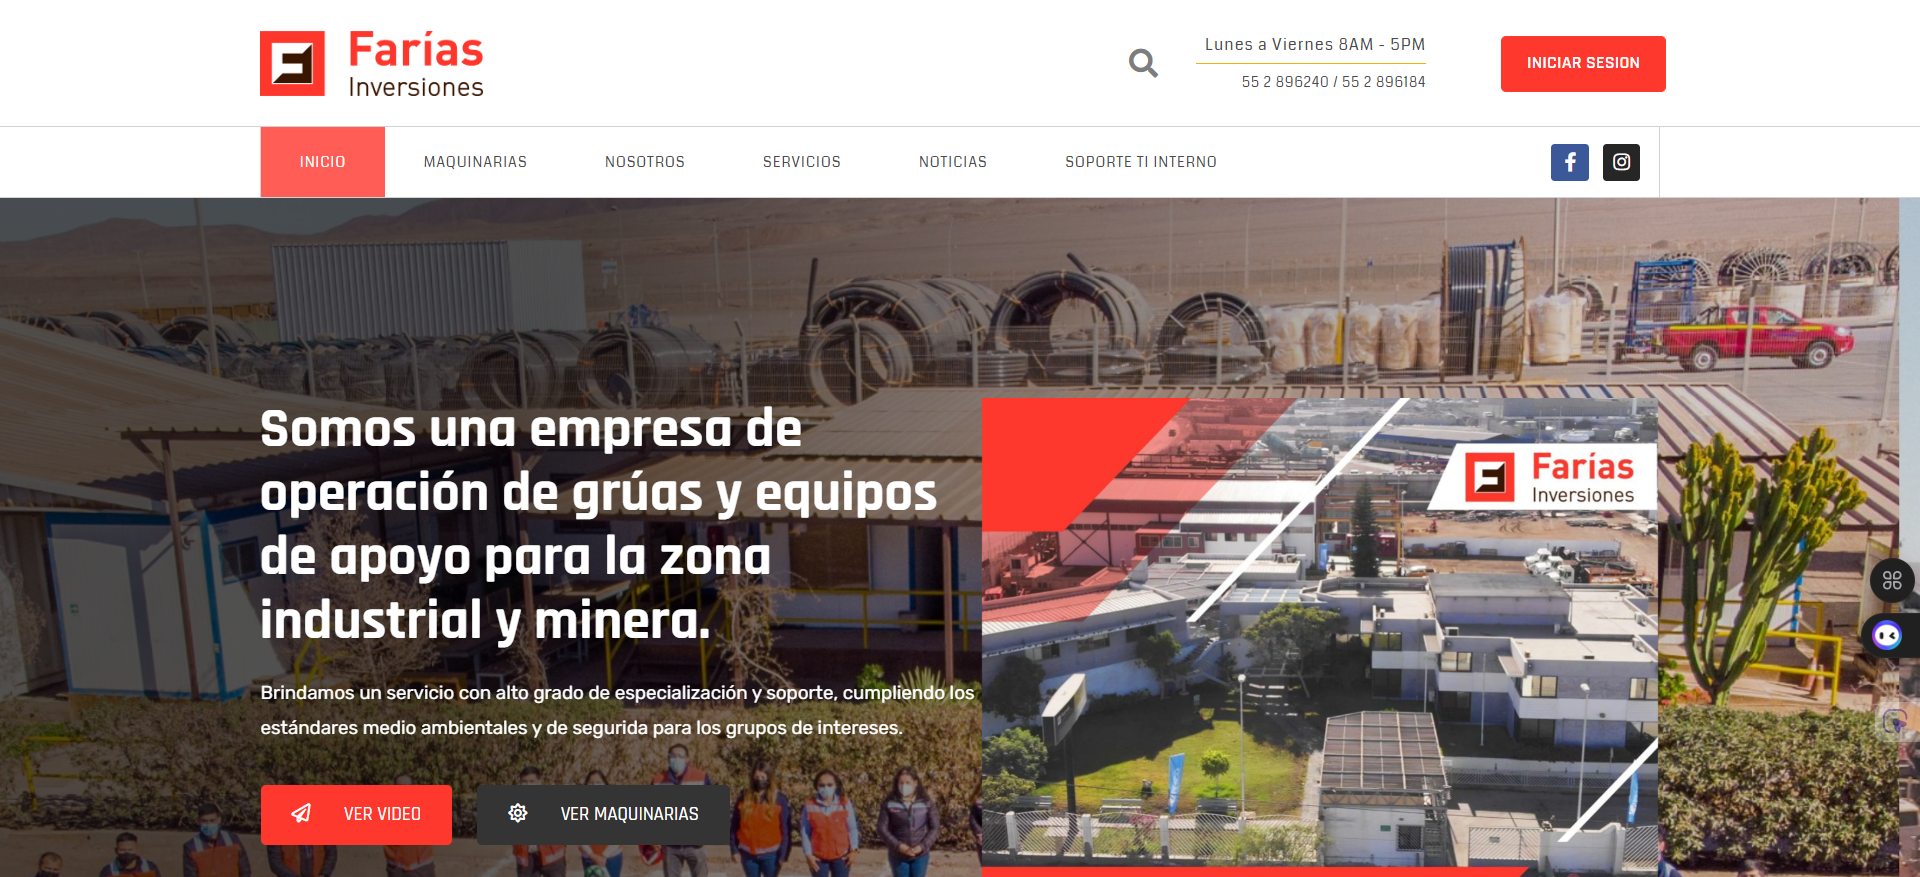 Farías
Inversiones
Lunes a Viernes 8AM - 5PM
55 2 896240 / 55 2 896184
INICIAR SESION
INICIO
MAQUINARIAS
NOSOTROS
SERVICIOS
NOTICIAS
SOPORTE TI INTERNO
Somos una empresa de
operación de grúas y equipos
de apoyo para la zona
industrial y minera.
Brindamos un servicio con alto grado de especialización y soporte, cumpliendo los
estándares medio ambientales y de segurida para los grupos de intereses.
VER VIDEO
VER MAQUINARIAS
Farías
Inversiones